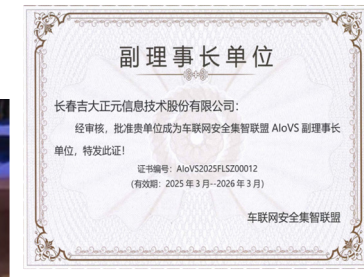 副理事长单位
长春吉大正元信息技术股份有限公司：
经审核，批准贵单位成为车联网安全集智联盟 AIoVS 副理事长
单位，特发此证！
证书编号：AIoVS2025FLSZ00012
(有效期：2025 年 3 月--2026 年 3 月)
车联网安全集智联盟